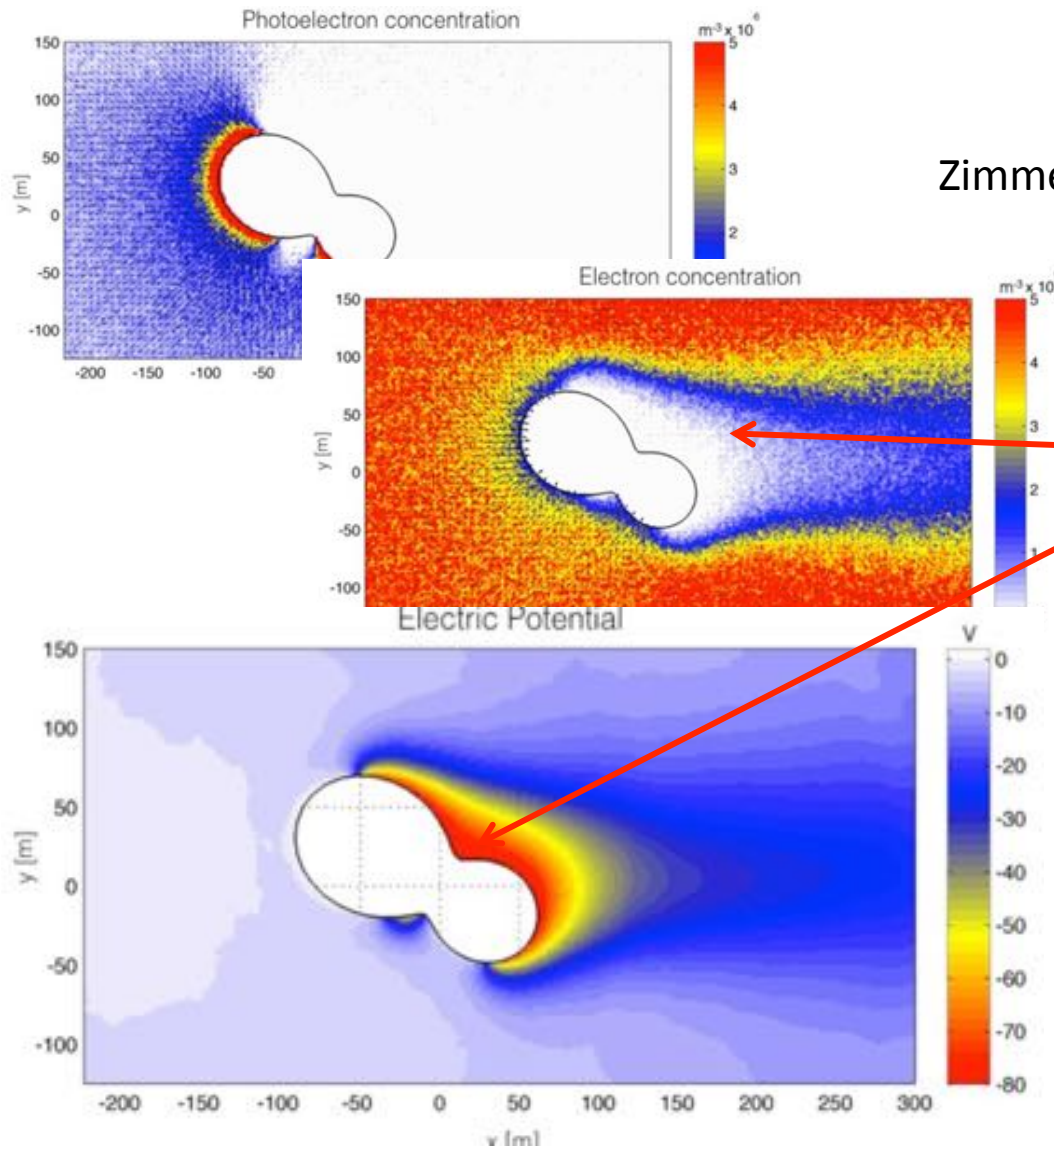 Photoelectron concentration
m⁻³ x 10⁶
150
100
50
0
-50
-100
y [m]
-200 -150 -100 -50
5
4
3
2
Zimme
Electron concentration
m⁻³ x 10
150
100
50
0
-50
-100
y [m]
5
4
3
2
1
Electric Potential
V
150
100
50
0
-50
-100
y [m]
0
-10
-20
-30
-40
-50
-60
-70
-80
-200 -150 -100 -50 0 50 100 150 200 250 300
x [m]